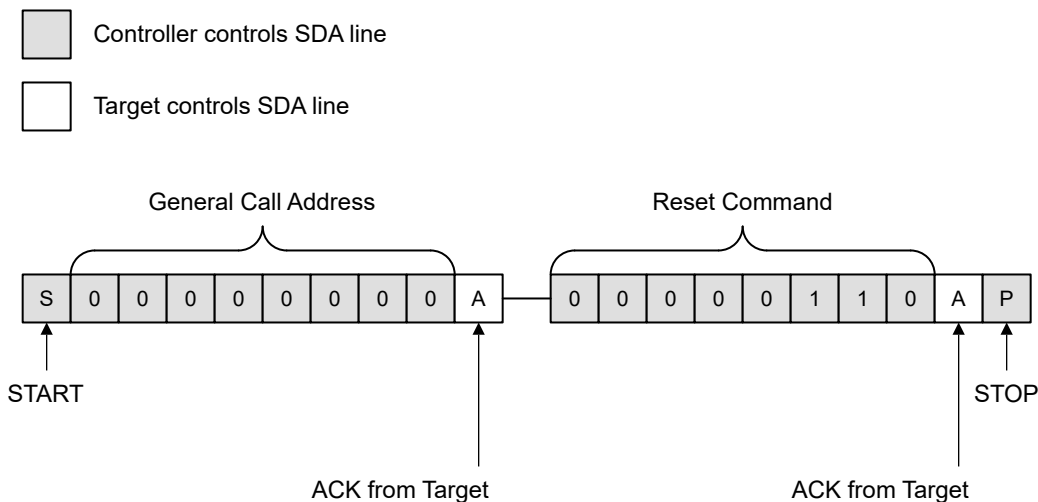 Controller controls SDA line
Target controls SDA line
General Call Address Reset Command
S 0 0 0 0 0 0 0 0 A 0 0 0 0 0 1 1 0 A P
START STOP
ACK from Target ACK from Target